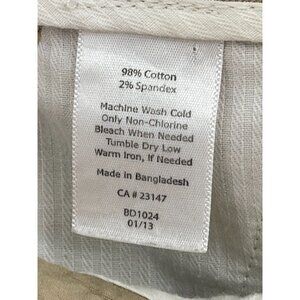 98% Cotton
2% Spandex
Machine Wash Cold
Only Non-Chlorine
Bleach When Needed
Tumble Dry Low
Warm Iron, If Needed
Made in Bangladesh
CA # 23147
BD1024
01/13